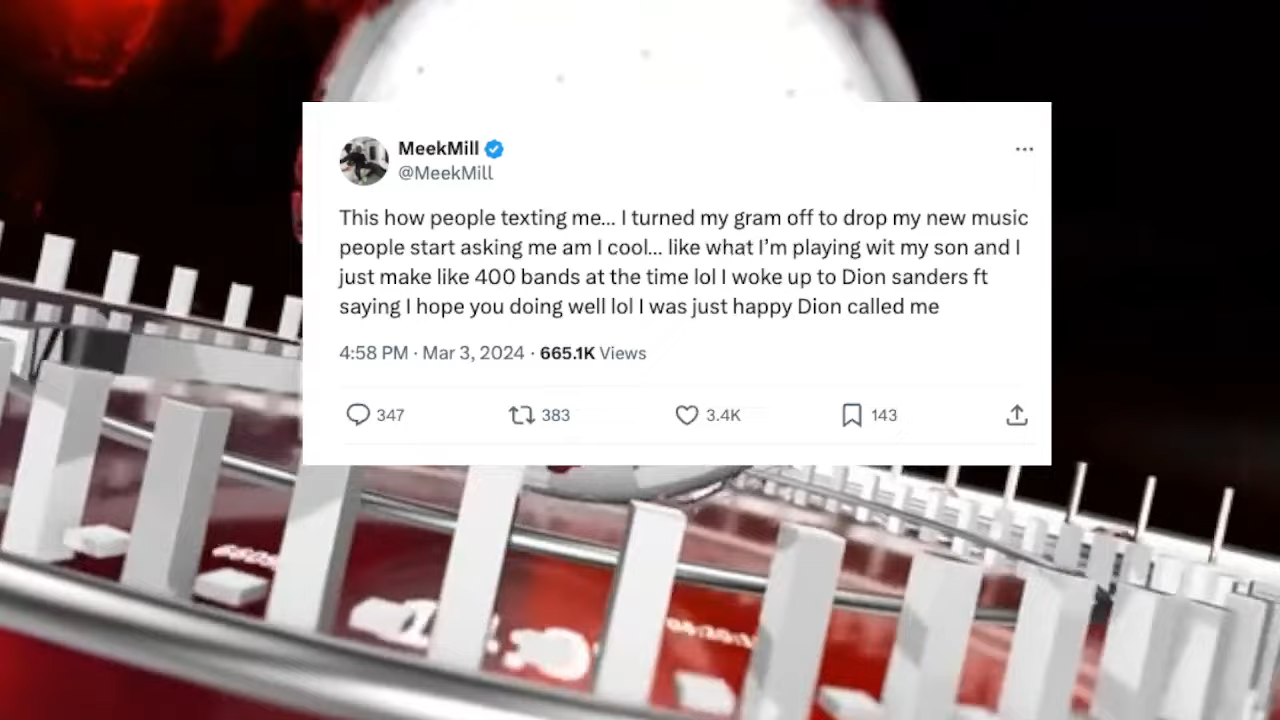 MeekMill
@MeekMill
This how people texting me... I turned my gram off to drop my new music
people start asking me am I cool... like what I’m playing wit my son and I
just make like 400 bands at the time lol I woke up to Dion sanders ft
saying I hope you doing well lol I was just happy Dion called me
4:58 PM · Mar 3, 2024 · 665.1K Views
347 383 3.4K 143